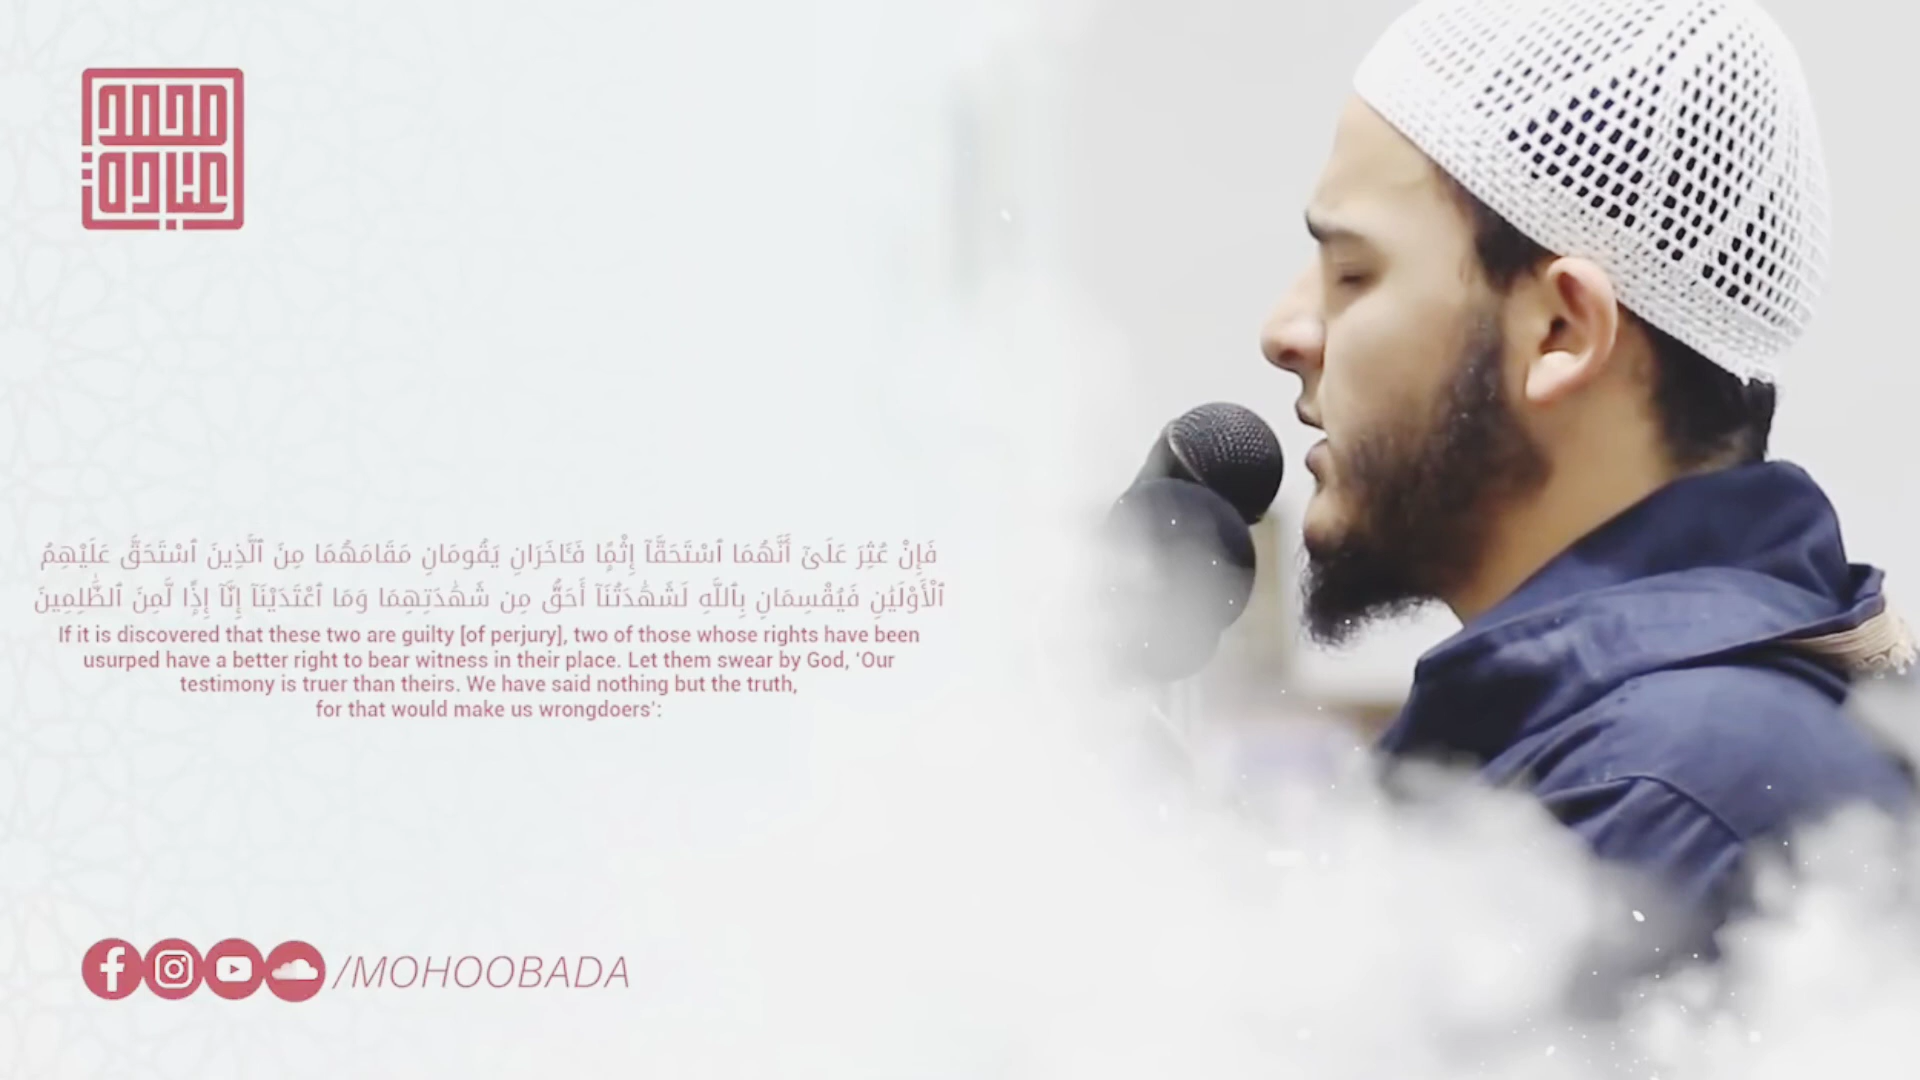 محمد
عبادة
فَإِنْ عُثِرَ عَلَىٰٓ أَنَّهُمَا ٱسْتَحَقَّآ إِثْمًۭا فَـَٔاخَرَانِ يَقُومَانِ مَقَامَهُمَا مِنَ ٱلَّذِينَ ٱسْتَحَقَّ عَلَيْهِمُ
ٱلْأَوْلَيَـٰنِ فَيُقْسِمَانِ بِٱللَّهِ لَشَهَـٰدَتُنَآ أَحَقُّ مِن شَهَـٰدَتِهِمَا وَمَا ٱعْتَدَيْنَآ إِنَّآ إِذًۭا لَّمِنَ ٱلظَّـٰلِمِينَ
If it is discovered that these two are guilty [of perjury], two of those whose rights have been
usurped have a better right to bear witness in their place. Let them swear by God, ‘Our
testimony is truer than theirs. We have said nothing but the truth,
for that would make us wrongdoers’:
/MOHOOBADA